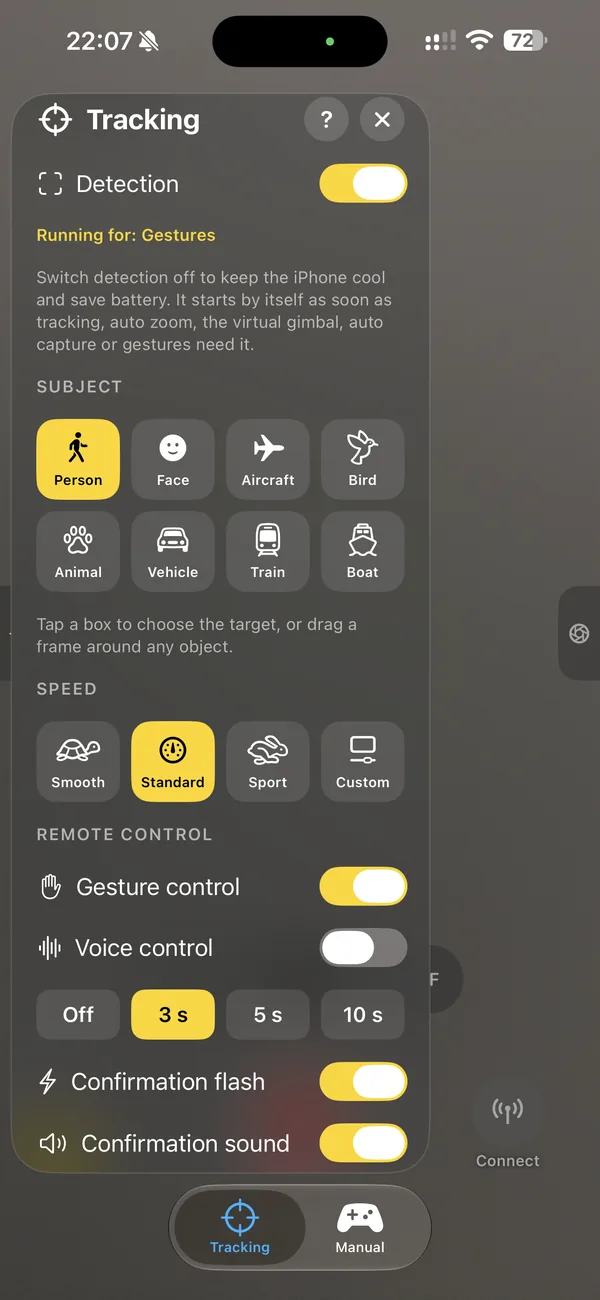 22:07
72
Tracking
?
Detection
Running for: Gestures
Switch detection off to keep the iPhone cool
and save battery. It starts by itself as soon as
tracking, auto zoom, the virtual gimbal, auto
capture or gestures need it.
SUBJECT
Person Face Aircraft Bird
Animal Vehicle Train Boat
Tap a box to choose the target, or drag a
frame around any object.
SPEED
Smooth Standard Sport Custom
REMOTE CONTROL
Gesture control
Voice control
F
Off 3 s 5 s 10 s
Confirmation flash
Confirmation sound
Connect
Tracking Manual